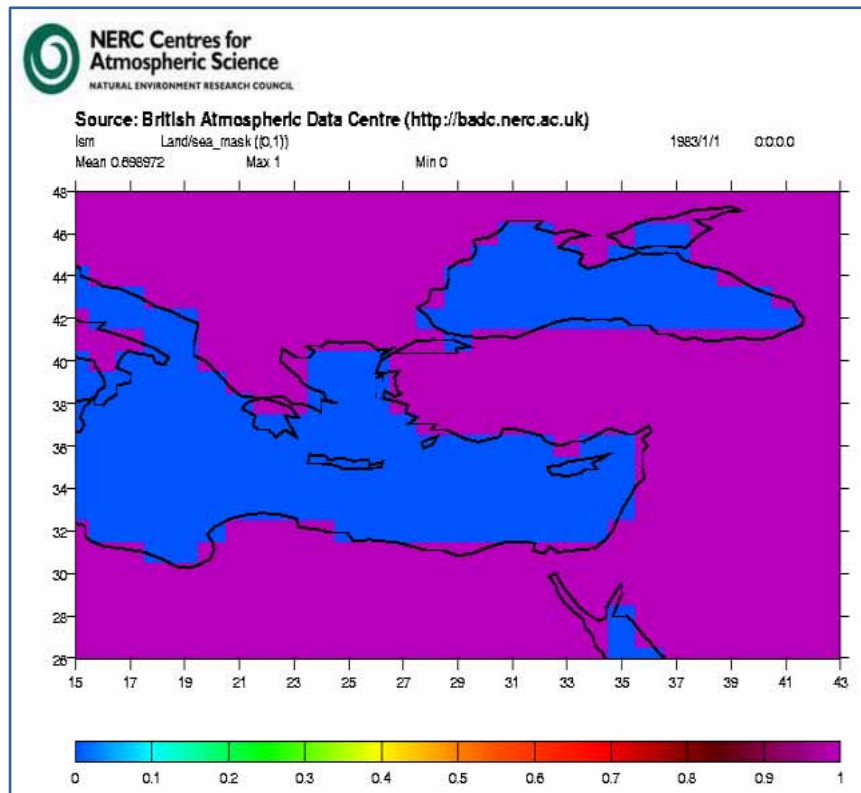 NERC Centres for
Atmospheric Science
NATURAL ENVIRONMENT RESEARCH COUNCIL
Source: British Atmospheric Data Centre (http://badc.nerc.ac.uk)
lsm Land/sea_mask ((0,1)) 1983/1/1 0:0:0.0
Mean 0.698972 Max 1 Min 0
48
46
44
42
40
38
36
34
32
30
28
26
15 17 19 21 23 25 27 29 31 33 35 37 39 41 43
0 0.1 0.2 0.3 0.4 0.5 0.6 0.7 0.8 0.9 1